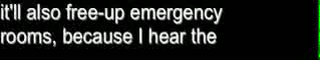 it'll also free-up emergency
rooms, because I hear the